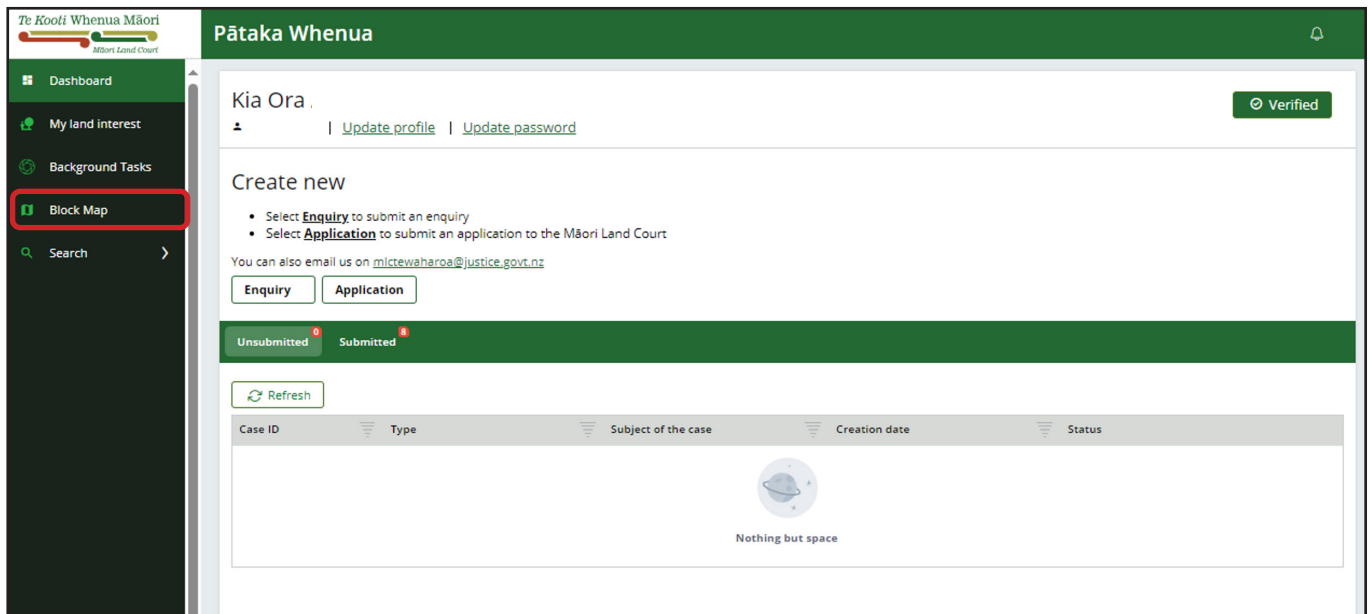 Te Kooti Whenua Māori
Māori Land Court
Pātaka Whenua
Dashboard
My land interest
Background Tasks
Block Map
Search
Kia Ora
Verified
| Update profile | Update password
Create new
• Select Enquiry to submit an enquiry
• Select Application to submit an application to the Māori Land Court
You can also email us on mlctewaharoa@justice.govt.nz
Enquiry Application
Unsubmitted 0 Submitted 8
Refresh
Case ID Type Subject of the case Creation date Status
Nothing but space